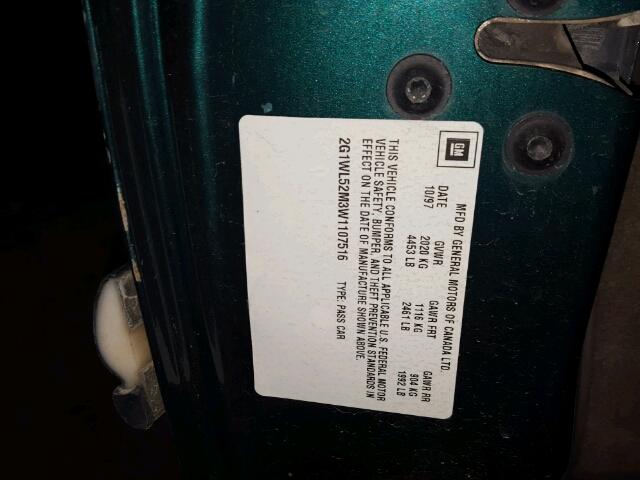 GM
MFD BY GENERAL MOTORS OF CANADA LTD.
DATE GVWR GAWR FRT GAWR RR
10/97 2020 KG 1116 KG 904 KG
4453 LB 2461 LB 1992 LB
THIS VEHICLE CONFORMS TO ALL APPLICABLE U.S. FEDERAL MOTOR
VEHICLE SAFETY, BUMPER, AND THEFT PREVENTION STANDARDS IN
EFFECT ON THE DATE OF MANUFACTURE SHOWN ABOVE.
2G1WL52M3W1107516 TYPE: PASS CAR